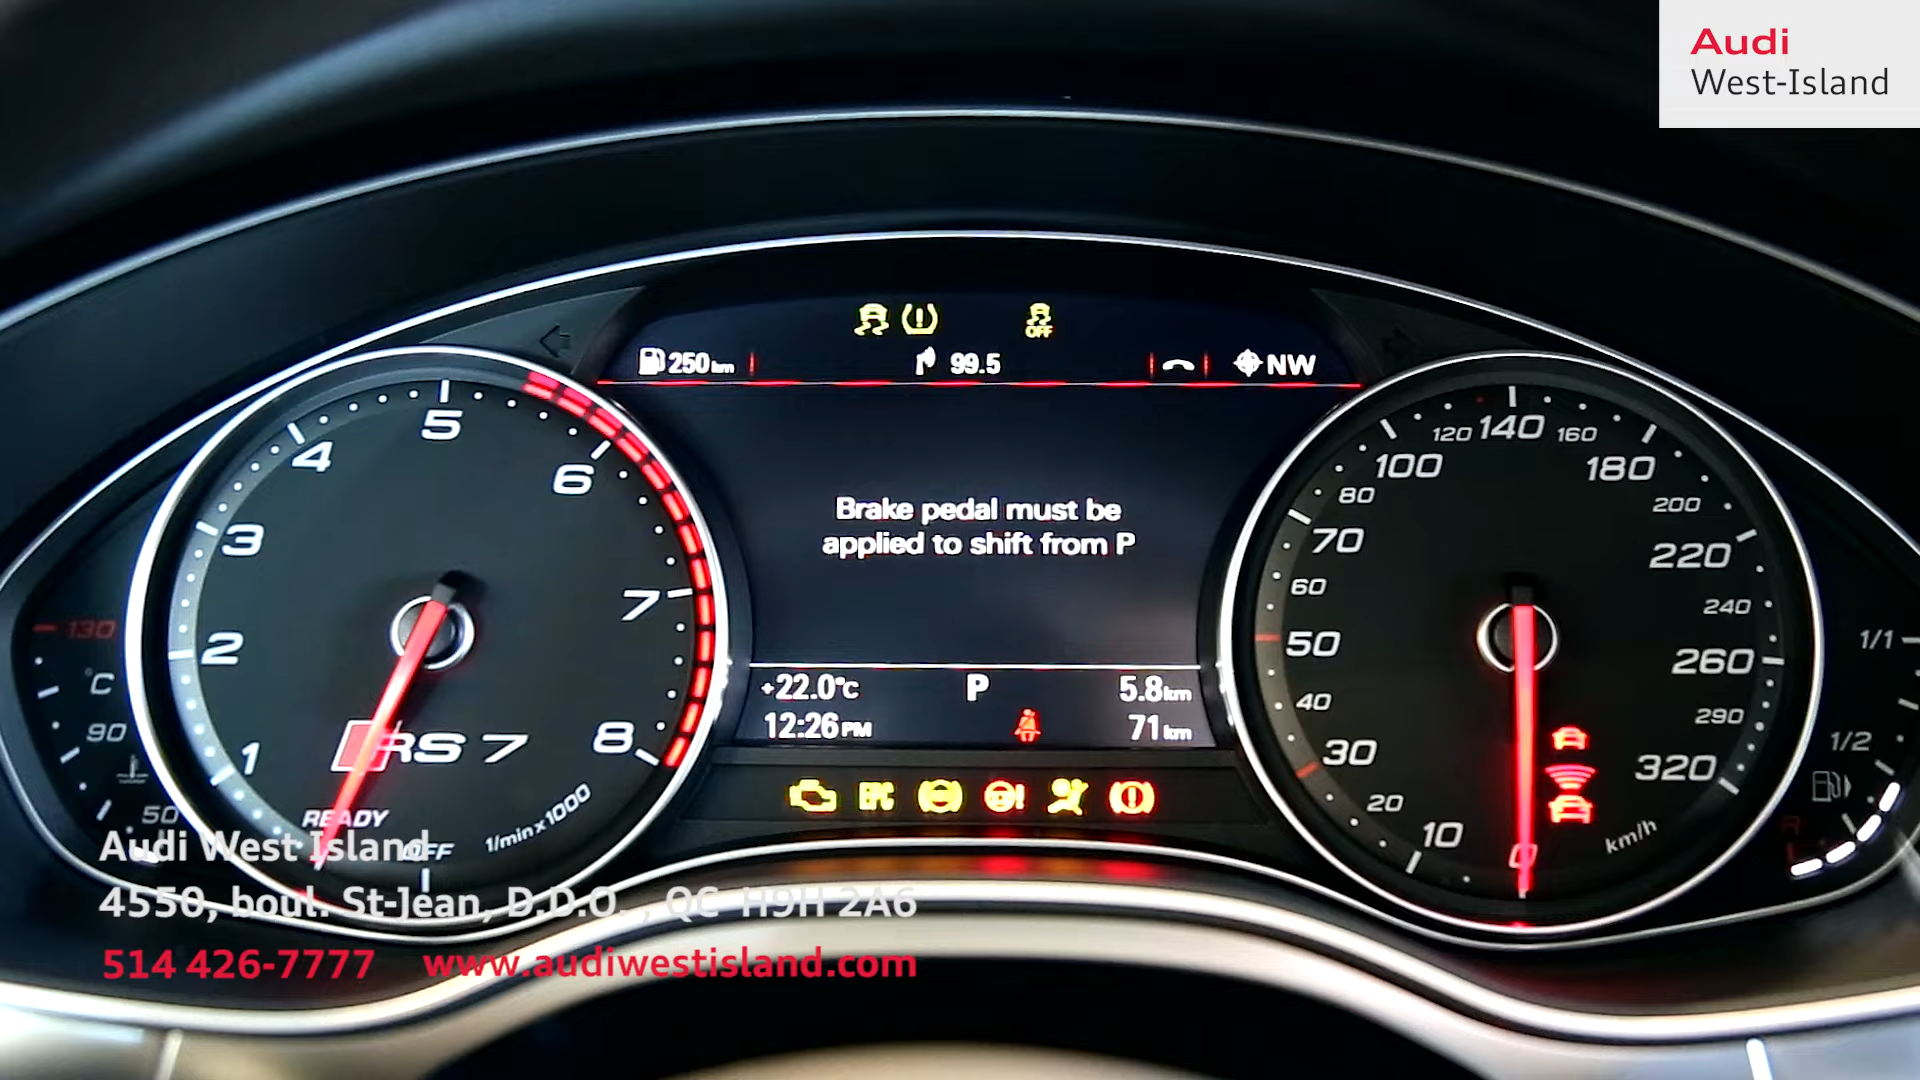 Audi
West-Island
OFF
250 km
99.5
NW
Brake pedal must be
applied to shift from P
+22.0°C
P
5.8 km
12:26 PM
71 km
EPC
1
2
3
4
5
6
7
8
RS 7
READY
OFF
1/min x 1000
130
°C
90
50
0
10
20
30
40
50
60
70
80
100
120
140
160
180
200
220
240
260
290
320
km/h
1/1
1/2
R
Audi West Island
4550, boul. St-Jean, D.D.O. , QC H9H 2A6
514 426-7777 www.audiwestisland.com